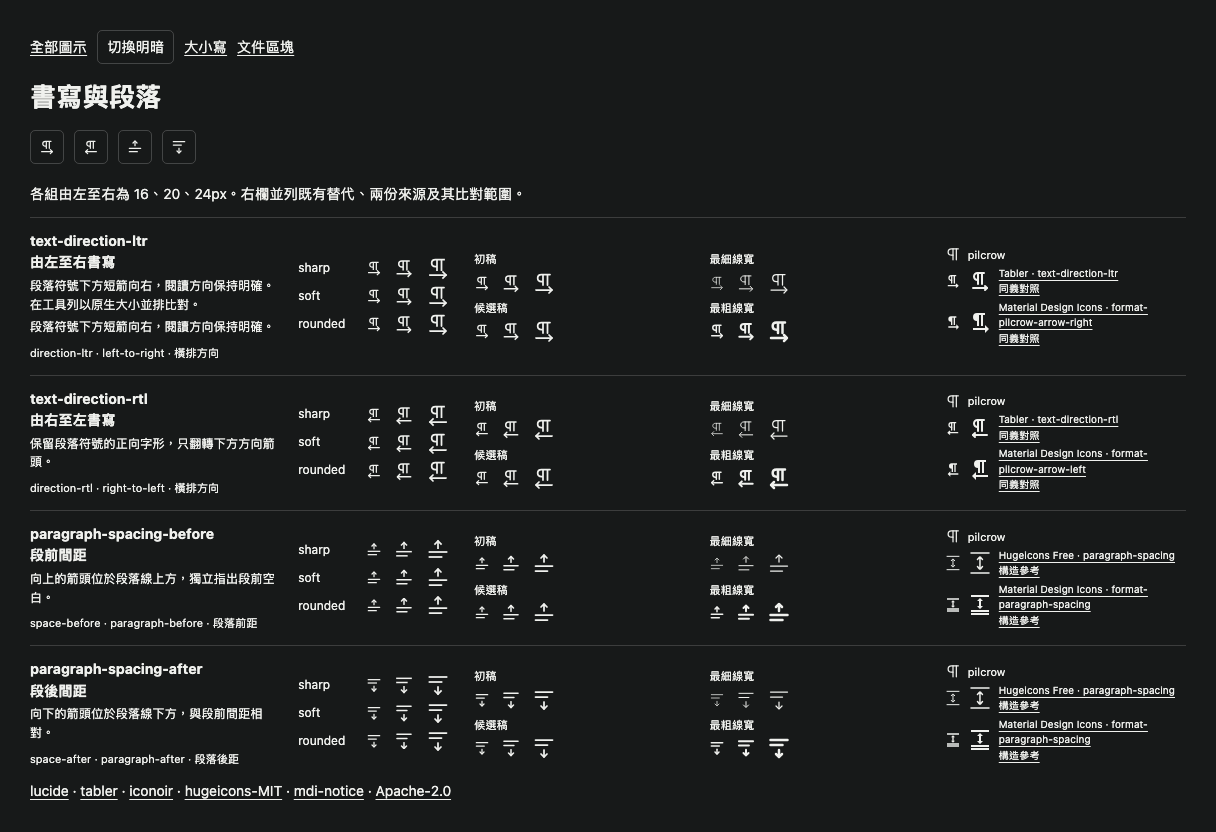 全部圖示 切換明暗 大小寫 文件區塊
書寫與段落
各組由左至右為 16、20、24px。右欄並列既有替代、兩份來源及其比對範圍。
text-direction-ltr
由左至右書寫
段落符號下方短箭向右，閱讀方向保持明確。
在工具列以原生大小並排比對。
段落符號下方短箭向右，閱讀方向保持明確。
direction-ltr · left-to-right · 橫排方向
sharp
soft
rounded
初稿
候選稿
最細線寬
最粗線寬
pilcrow
Tabler · text-direction-ltr
同義對照
Material Design Icons · format-
pilcrow-arrow-right
同義對照
text-direction-rtl
由右至左書寫
保留段落符號的正向字形，只翻轉下方方向箭
頭。
direction-rtl · right-to-left · 橫排方向
sharp
soft
rounded
初稿
候選稿
最細線寬
最粗線寬
pilcrow
Tabler · text-direction-rtl
同義對照
Material Design Icons · format-
pilcrow-arrow-left
同義對照
paragraph-spacing-before
段前間距
向上的箭頭位於段落線上方，獨立指出段前空
白。
space-before · paragraph-before · 段落前距
sharp
soft
rounded
初稿
候選稿
最細線寬
最粗線寬
pilcrow
Hugeicons Free · paragraph-spacing
構造參考
Material Design Icons · format-
paragraph-spacing
構造參考
paragraph-spacing-after
段後間距
向下的箭頭位於段落線下方，與段前間距相
對。
space-after · paragraph-after · 段落後距
sharp
soft
rounded
初稿
候選稿
最細線寬
最粗線寬
pilcrow
Hugeicons Free · paragraph-spacing
構造參考
Material Design Icons · format-
paragraph-spacing
構造參考
lucide · tabler · iconoir · hugeicons-MIT · mdi-notice · Apache-2.0